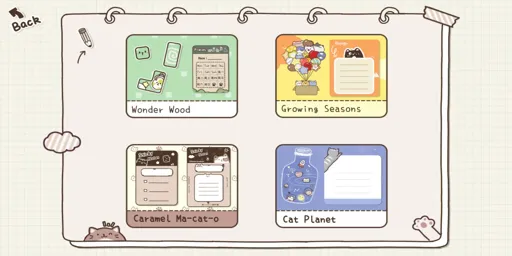 Back
Wonder Wood
Growing Seasons
Caramel Ma-cat-o
Cat Planet